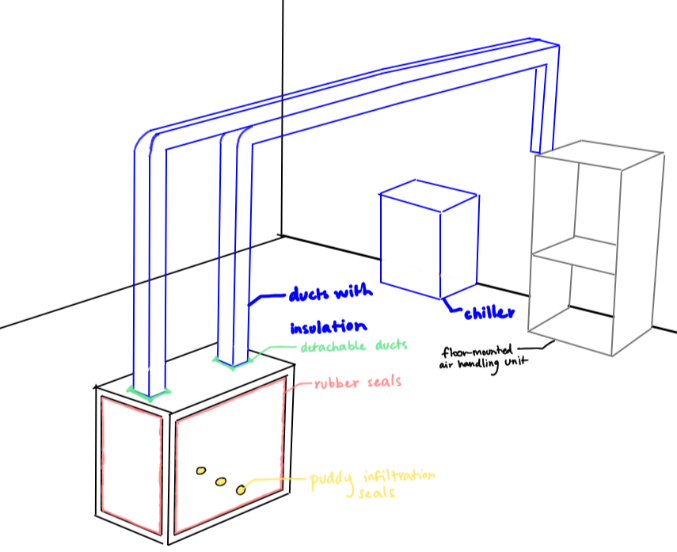 ducts with
insulation
detachable ducts
rubber seals
chiller
floor-mounted
air handling unit
puddy infiltration
seals